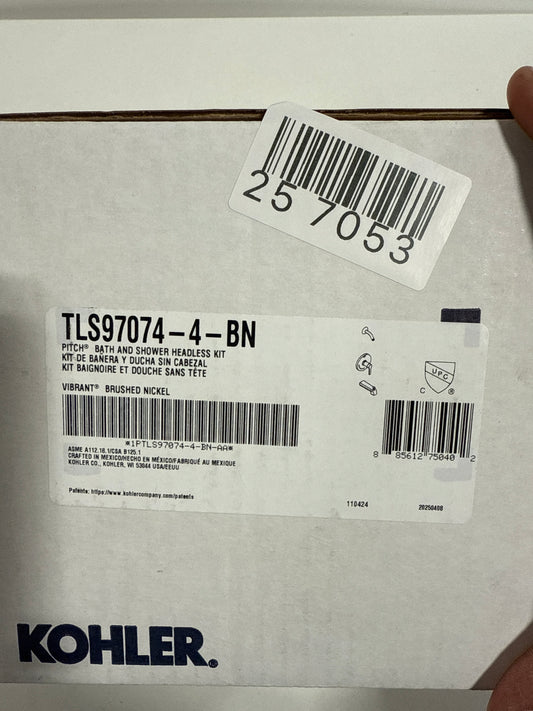 25 7053
TLS97074-4-BN
PITCH® BATH AND SHOWER HEADLESS KIT
KIT DE BAÑERA Y DUCHA SIN CABEZAL
KIT BAIGNOIRE ET DOUCHE SANS TÊTE
VIBRANT® BRUSHED NICKEL
*1PTLS97074-4-BN-AA*
ASME A112.18.1/CSA B125.1
CRAFTED IN MEXICO/HECHO EN MÉXICO/FABRIQUÉ AU MEXIQUE
KOHLER CO., KOHLER, WI 53044 USA/EEUU
Patents: https://www.kohlercompany.com/patents
UPC
C ®
8 85612 75040 2
110424
20250408
KOHLER®